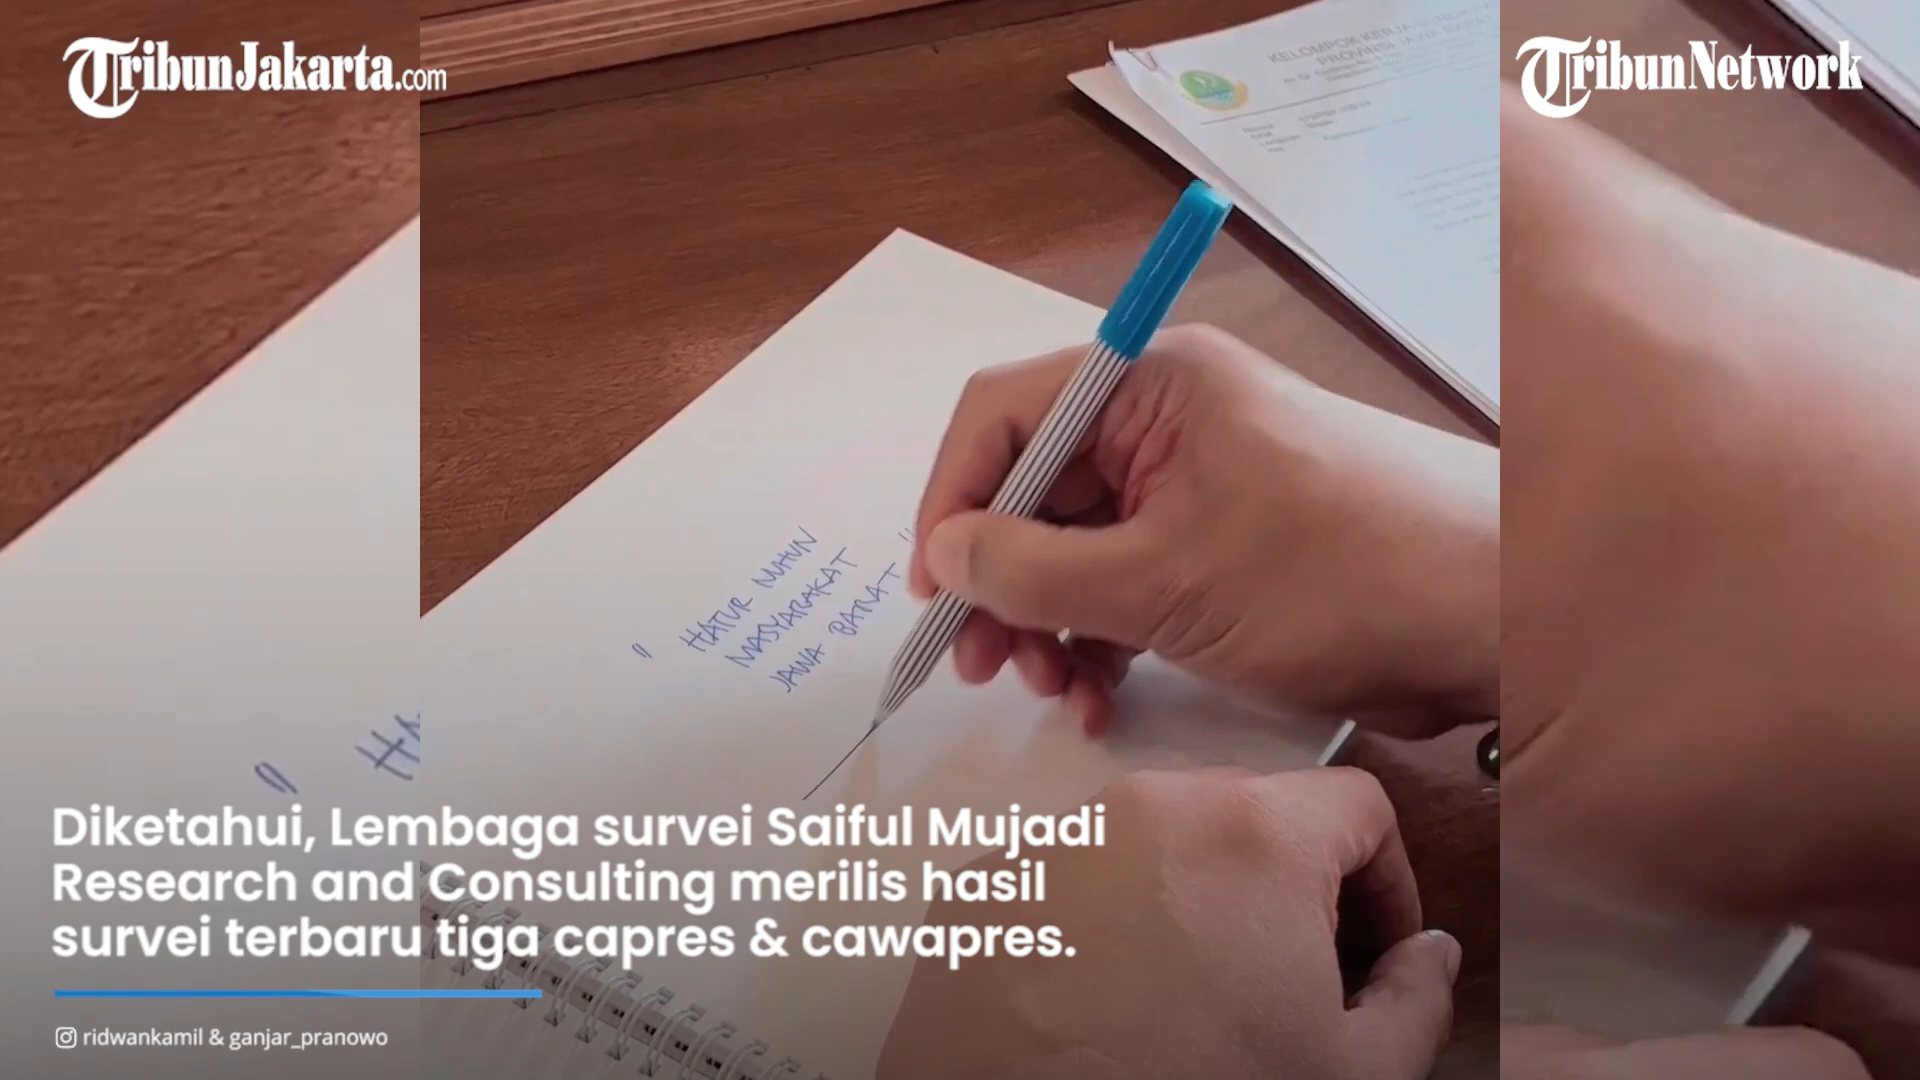 TribunJakarta.com
TribunNetwork
KELOMPOK KERJA
PROVINSI JAWA BARAT
" HATUR NUHUN
MASYARAKAT
JAWA BARAT "
" HA
Diketahui, Lembaga survei Saiful Mujadi
Research and Consulting merilis hasil
survei terbaru tiga capres & cawapres.
ridwankamil & ganjar_pranowo